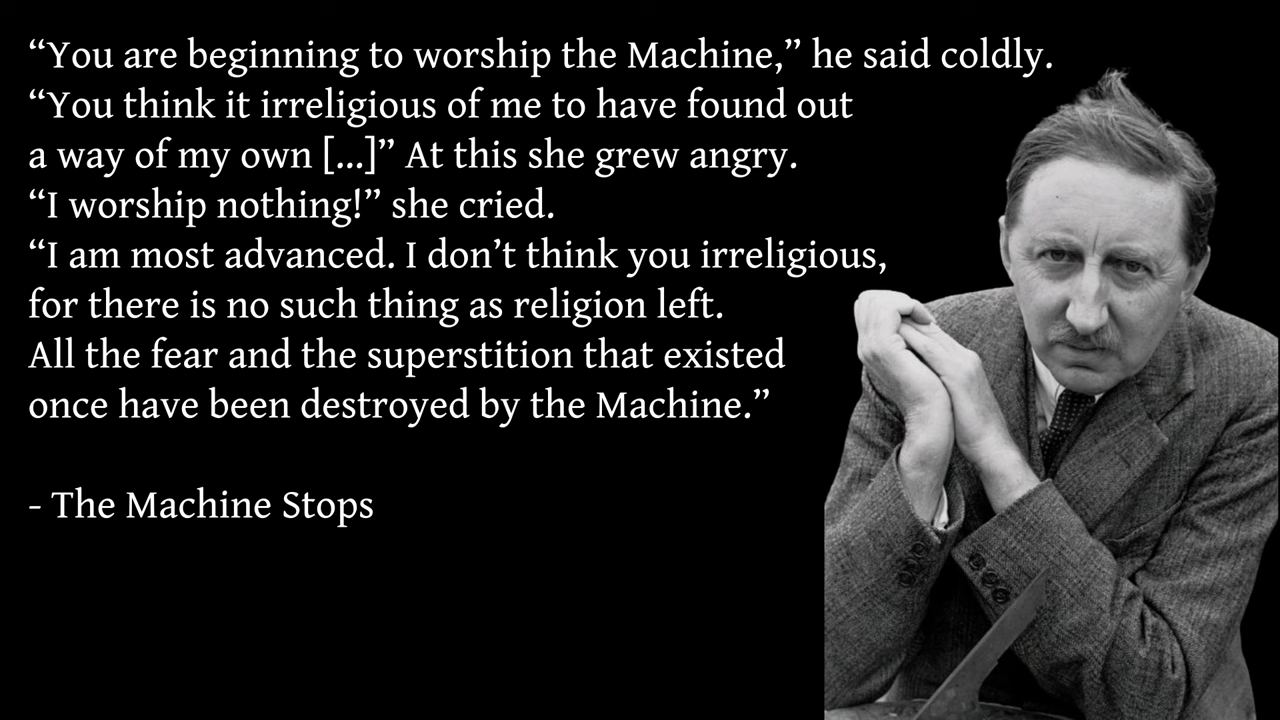 “You are beginning to worship the Machine,” he said coldly.
“You think it irreligious of me to have found out
a way of my own [...]” At this she grew angry.
“I worship nothing!” she cried.
“I am most advanced. I don’t think you irreligious,
for there is no such thing as religion left.
All the fear and the superstition that existed
once have been destroyed by the Machine.”
- The Machine Stops